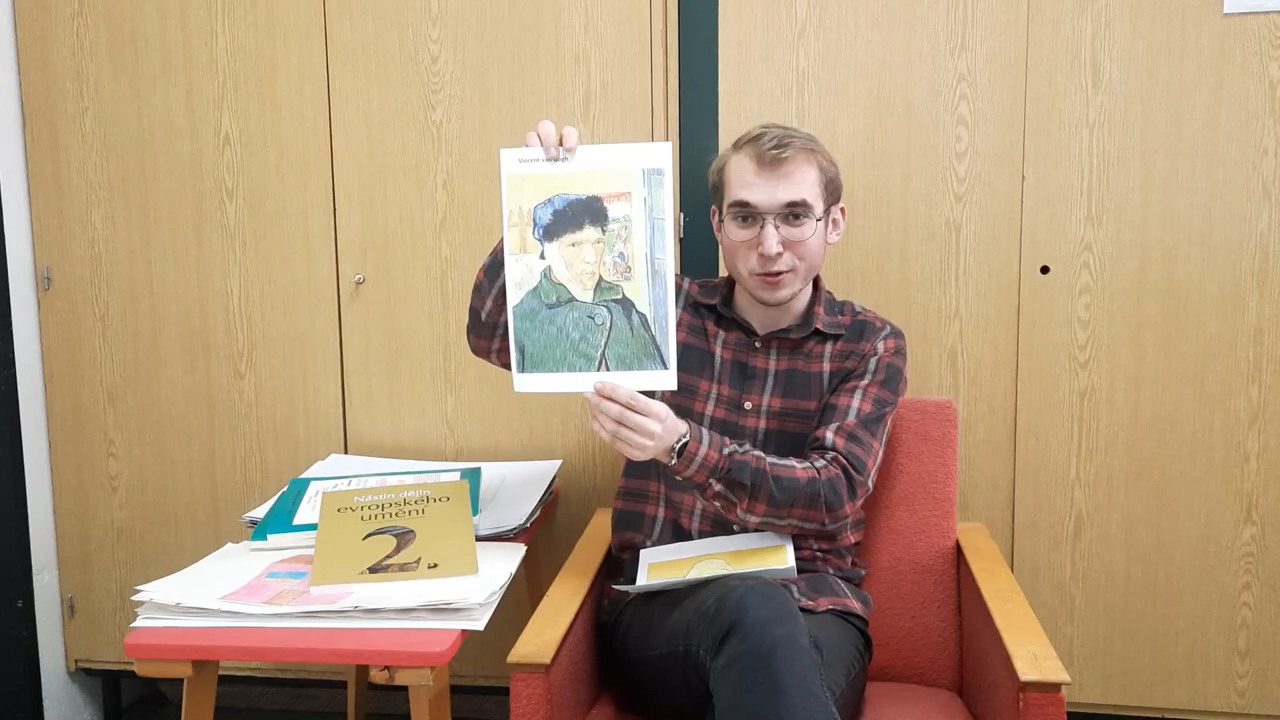 Vincent van Gogh
Nástin dějin
evropského
umění
2.